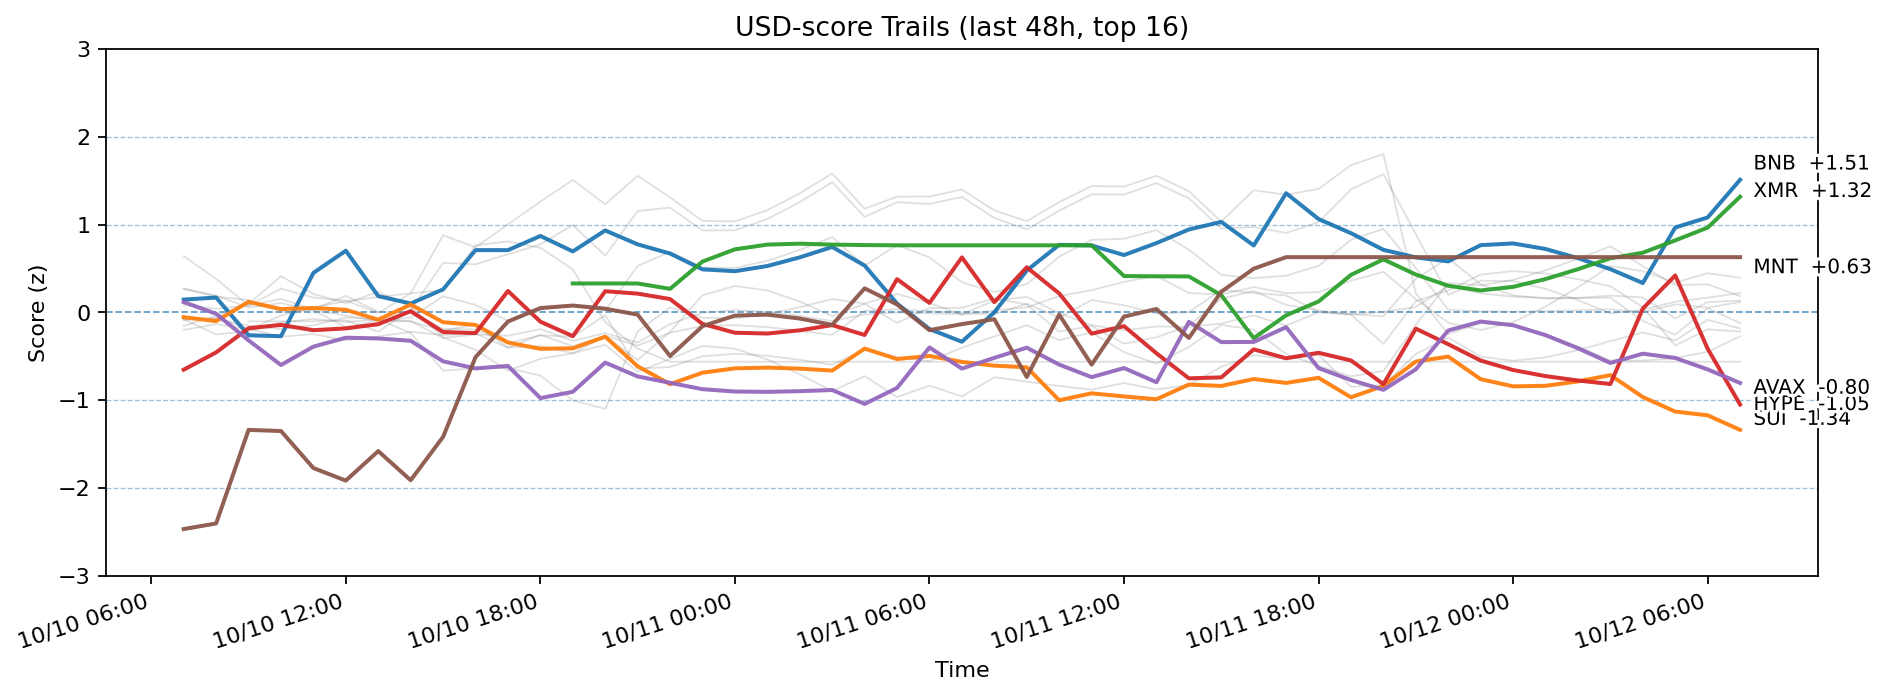 USD-score Trails (last 48h, top 16)
3
2
1
0
−1
−2
−3
Score (z)
BNB +1.51
XMR +1.32
MNT +0.63
AVAX -0.80
HYPE -1.05
SUI -1.34
10/10 06:00
10/10 12:00
10/10 18:00
10/11 00:00
10/11 06:00
10/11 12:00
10/11 18:00
10/12 00:00
10/12 06:00
Time